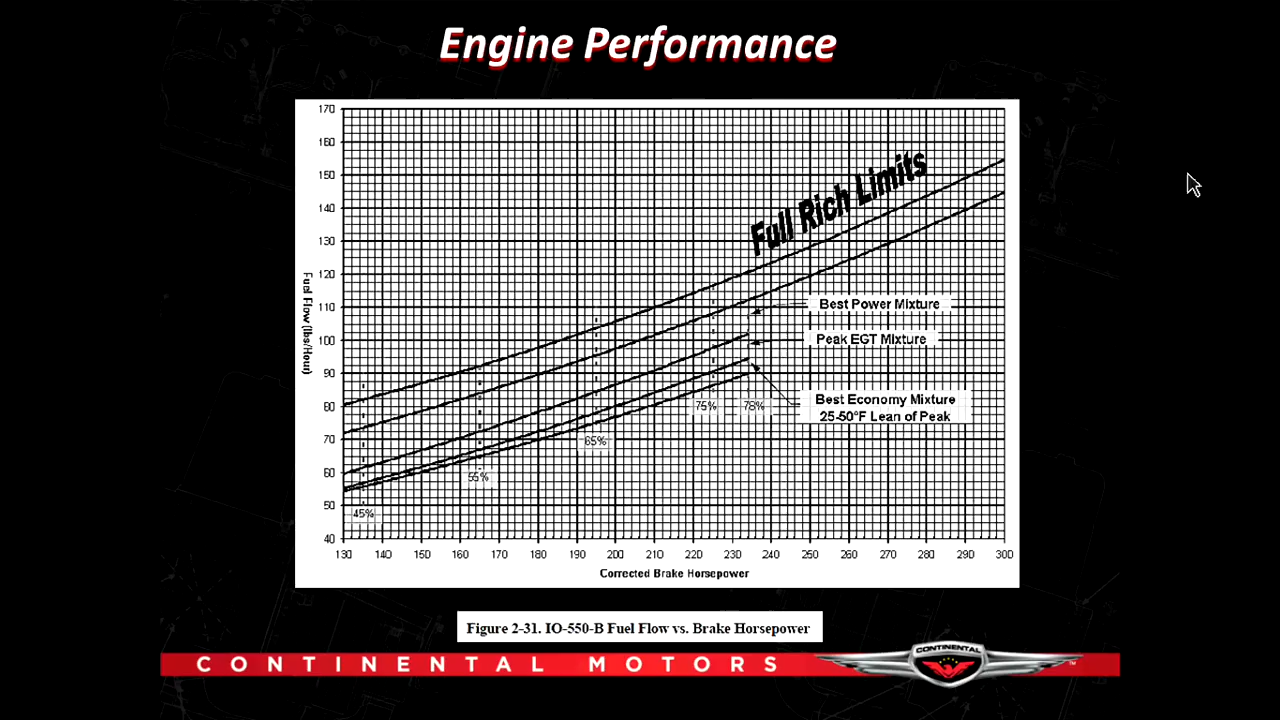 Engine Performance
170
160
150
140
130
120
110
100
90
80
70
60
50
40
Fuel Flow (lbs/Hour)
Full Rich Limits
Best Power Mixture
Peak EGT Mixture
Best Economy Mixture
25-50°F Lean of Peak
75% 78%
65%
55%
45%
130 140 150 160 170 180 190 200 210 220 230 240 250 260 270 280 290 300
Corrected Brake Horsepower
Figure 2-31. IO-550-B Fuel Flow vs. Brake Horsepower
CONTINENTAL MOTORS
CONTINENTAL
TM